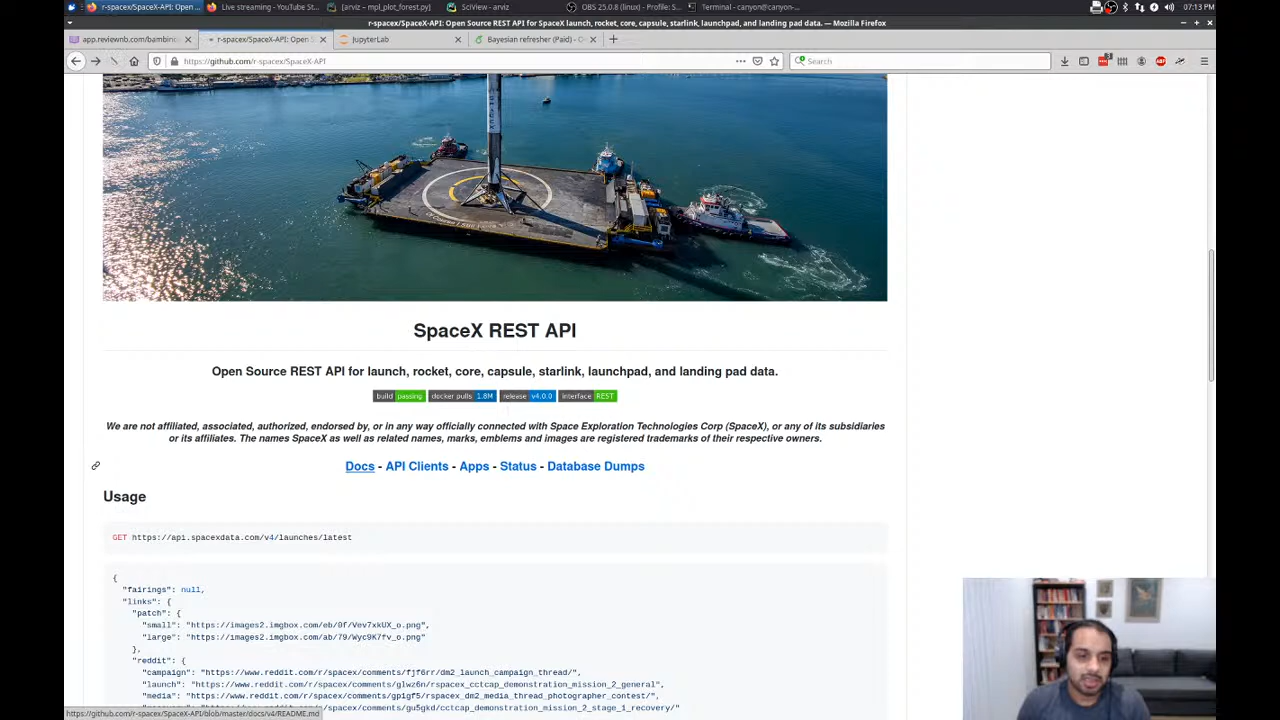 r-spacex/SpaceX-API: Open ...
Live streaming - YouTube St...
[arviz - mpl_plot_forest.py]
SciView - arviz
OBS 25.0.8 (linux) - Profile: S...
Terminal - canyon@canyon-...
07:13 PM
r-spacex/SpaceX-API: Open Source REST API for SpaceX launch, rocket, core, capsule, starlink, launchpad, and landing pad data. — Mozilla Firefox
app.reviewnb.com/bambin
r-spacex/SpaceX-API: Open S
JupyterLab
Bayesian refresher (Paid) - O
https://github.com/r-spacex/SpaceX-API
Search
SpaceX REST API
Open Source REST API for launch, rocket, core, capsule, starlink, launchpad, and landing pad data.
build passing docker pulls 1.8M release v4.0.0 interface REST
We are not affiliated, associated, authorized, endorsed by, or in any way officially connected with Space Exploration Technologies Corp (SpaceX), or any of its subsidiaries
or its affiliates. The names SpaceX as well as related names, marks, emblems and images are registered trademarks of their respective owners.
Docs - API Clients - Apps - Status - Database Dumps
Usage
GET https://api.spacexdata.com/v4/launches/latest
{
"fairings": null,
"links": {
"patch": {
"small": "https://images2.imgbox.com/eb/0f/Vev7xkUX_o.png",
"large": "https://images2.imgbox.com/ab/79/Wyc9K7fv_o.png"
},
"reddit": {
"campaign": "https://www.reddit.com/r/spacex/comments/fjf6rr/dm2_launch_campaign_thread/",
"launch": "https://www.reddit.com/r/spacex/comments/glwz6n/rspacex_cctcap_demonstration_mission_2_general",
"media": "https://www.reddit.com/r/spacex/comments/gp1gf5/rspacex_dm2_media_thread_photographer_contest/",
https://www.reddit.com/r/spacex/comments/gu5gkd/cctcap_demonstration_mission_2_stage_1_recovery/"
https://github.com/r-spacex/SpaceX-API/blob/master/docs/v4/README.md